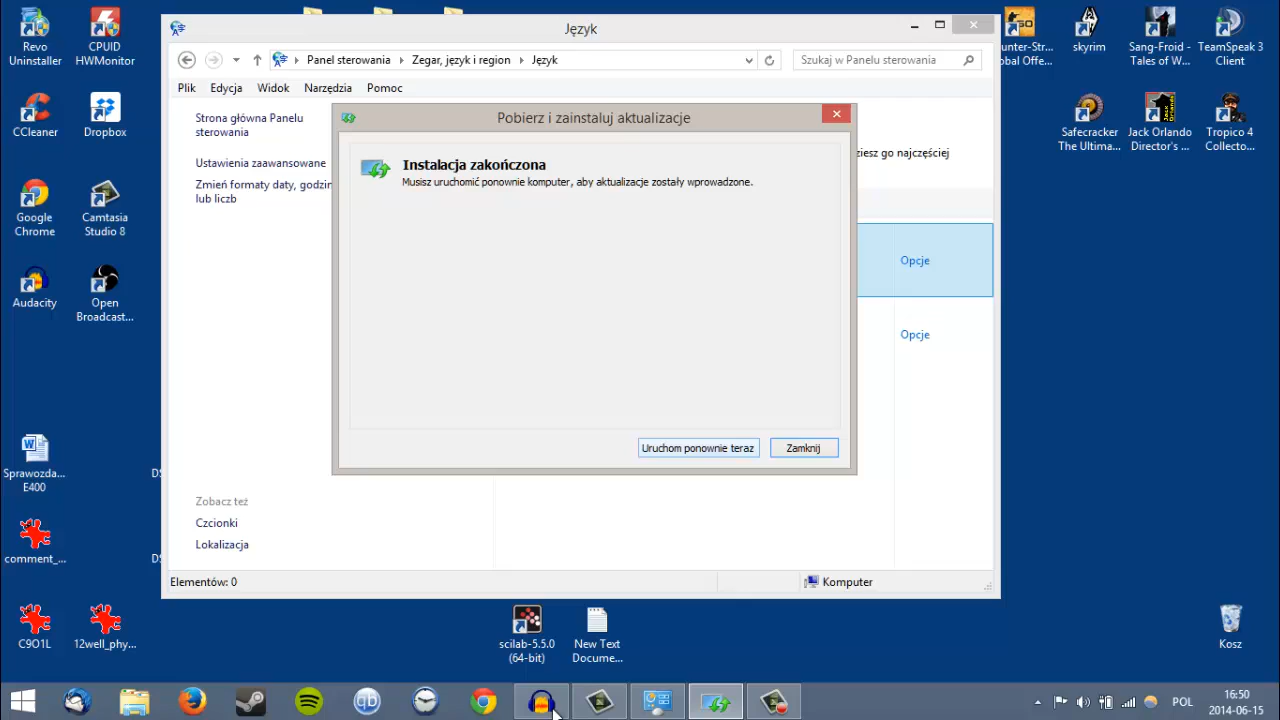 Revo
Uninstaller
CPUID
HWMonitor
CCleaner
Dropbox
Google
Chrome
Camtasia
Studio 8
Audacity
Open
Broadcast...
Sprawozda...
E400
comment_...
C9O1L
12well_phy...
Język
Panel sterowania
Zegar, język i region
Język
Szukaj w Panelu sterowania
Plik
Edycja
Widok
Narzędzia
Pomoc
Strona główna Panelu
sterowania
Ustawienia zaawansowane
Zmień formaty daty, godzin
lub liczb
Pobierz i zainstaluj aktualizacje
Instalacja zakończona
Musisz uruchomić ponownie komputer, aby aktualizacje zostały wprowadzone.
Uruchom ponownie teraz
Zamknij
ziesz go najczęściej
Opcje
Opcje
Zobacz też
Czcionki
Lokalizacja
Elementów: 0
Komputer
unter-Str...
obal Offe...
skyrim
Sang-Froid -
Tales of W...
TeamSpeak 3
Client
Safecracker
The Ultima...
Jack Orlando
Director's ...
Tropico 4
Collecto...
scilab-5.5.0
(64-bit)
New Text
Docume...
Kosz
POL
16:50
2014-06-15